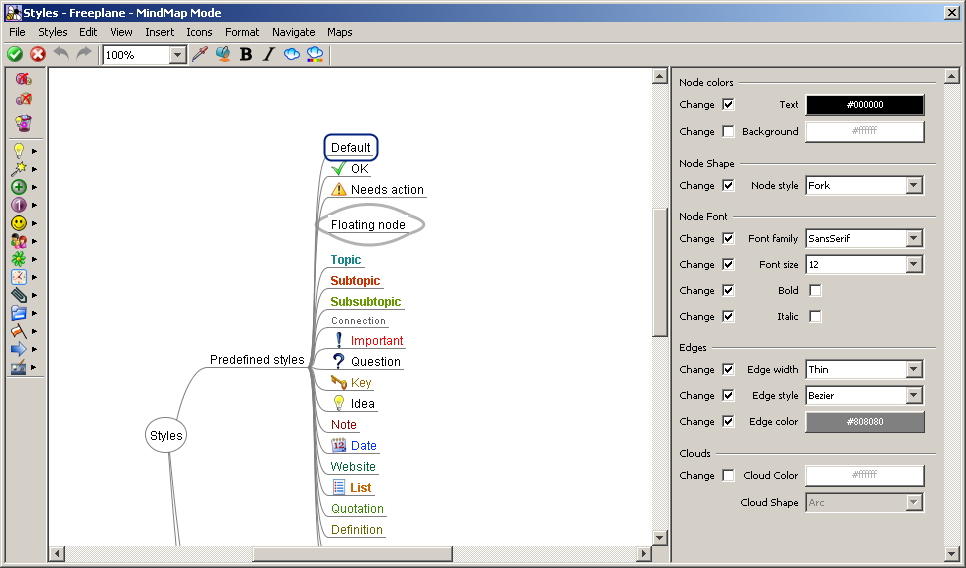 Styles - Freeplane - MindMap Mode
File Styles Edit View Insert Icons Format Navigate Maps
100% B I
Default
OK
Needs action
Floating node
Topic
Subtopic
Subsubtopic
Connection
Important
Question
Key
Idea
Note
12 Date
Website
List
Quotation
Definition
Predefined styles
Styles
1
Node colors
Change Text #000000
Change Background #ffffff
Node Shape
Change Node style Fork
Node Font
Change Font family SansSerif
Change Font size 12
Change Bold
Change Italic
Edges
Change Edge width Thin
Change Edge style Bezier
Change Edge color #808080
Clouds
Change Cloud Color #ffffff
Cloud Shape Arc